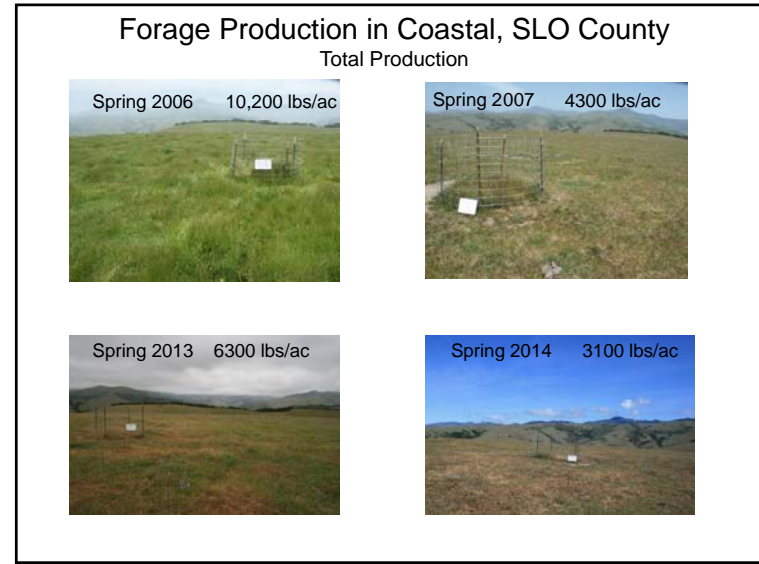 Forage Production in Coastal, SLO County
Total Production
Spring 2006 10,200 lbs/ac
Spring 2007 4300 lbs/ac
Spring 2013 6300 lbs/ac
Spring 2014 3100 lbs/ac